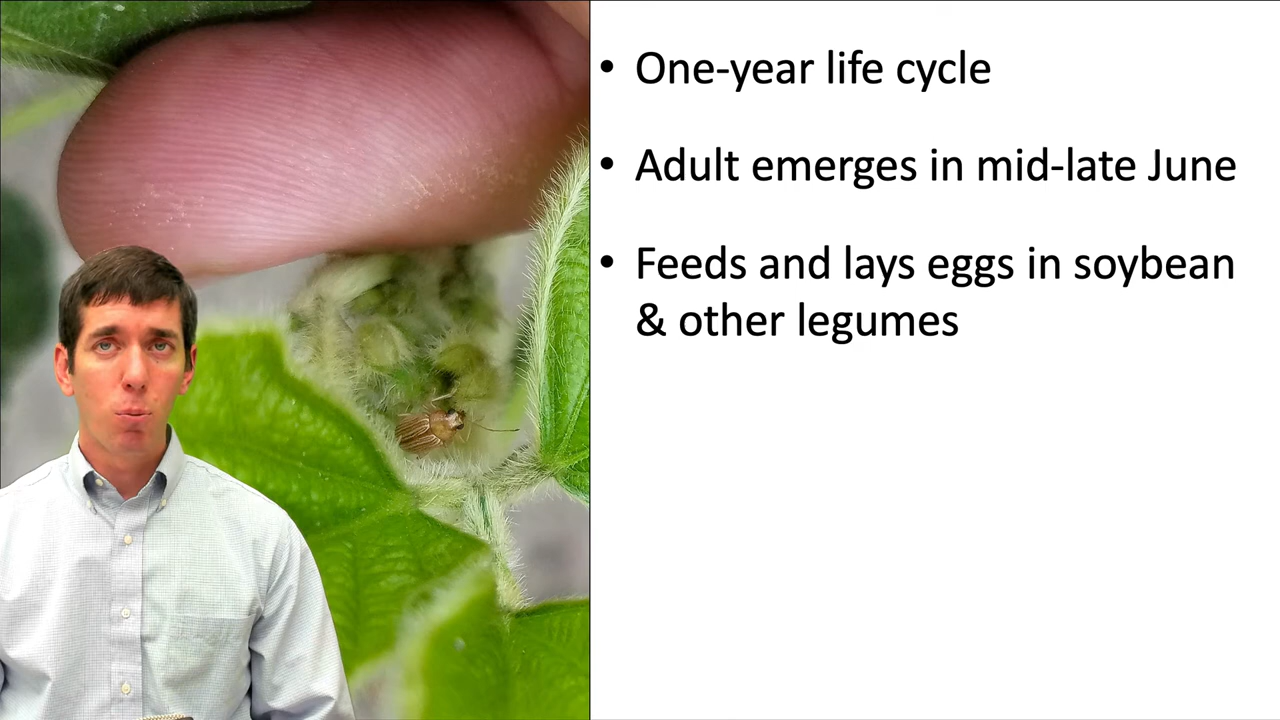 • One-year life cycle
• Adult emerges in mid-late June
• Feeds and lays eggs in soybean
& other legumes